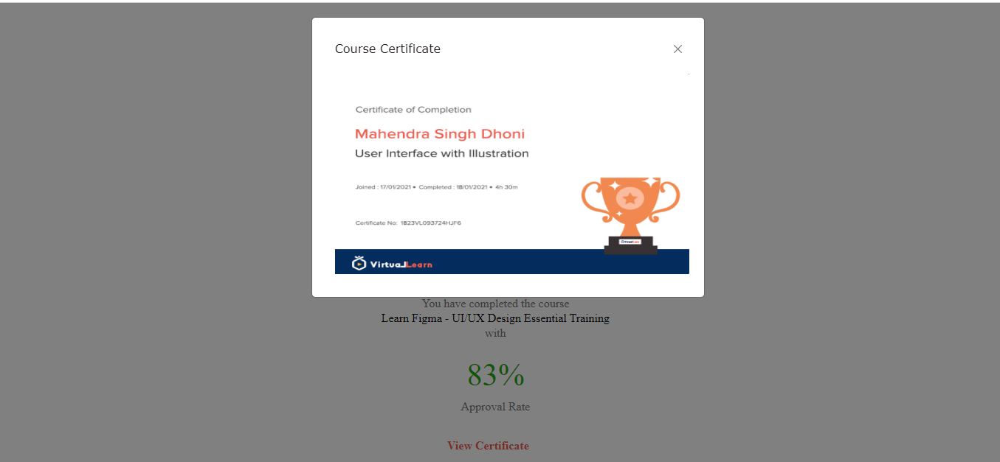 Course Certificate
Certificate of Completion
Mahendra Singh Dhoni
User Interface with Illustration
Joined : 17/01/2021 • Completed : 18/01/2021 • 4h 30m
Certificate No: 1823VL093724HJF6
VirtualLearn
VirtualLearn
You have completed the course
Learn Figma - UI/UX Design Essential Training
with
83%
Approval Rate
View Certificate